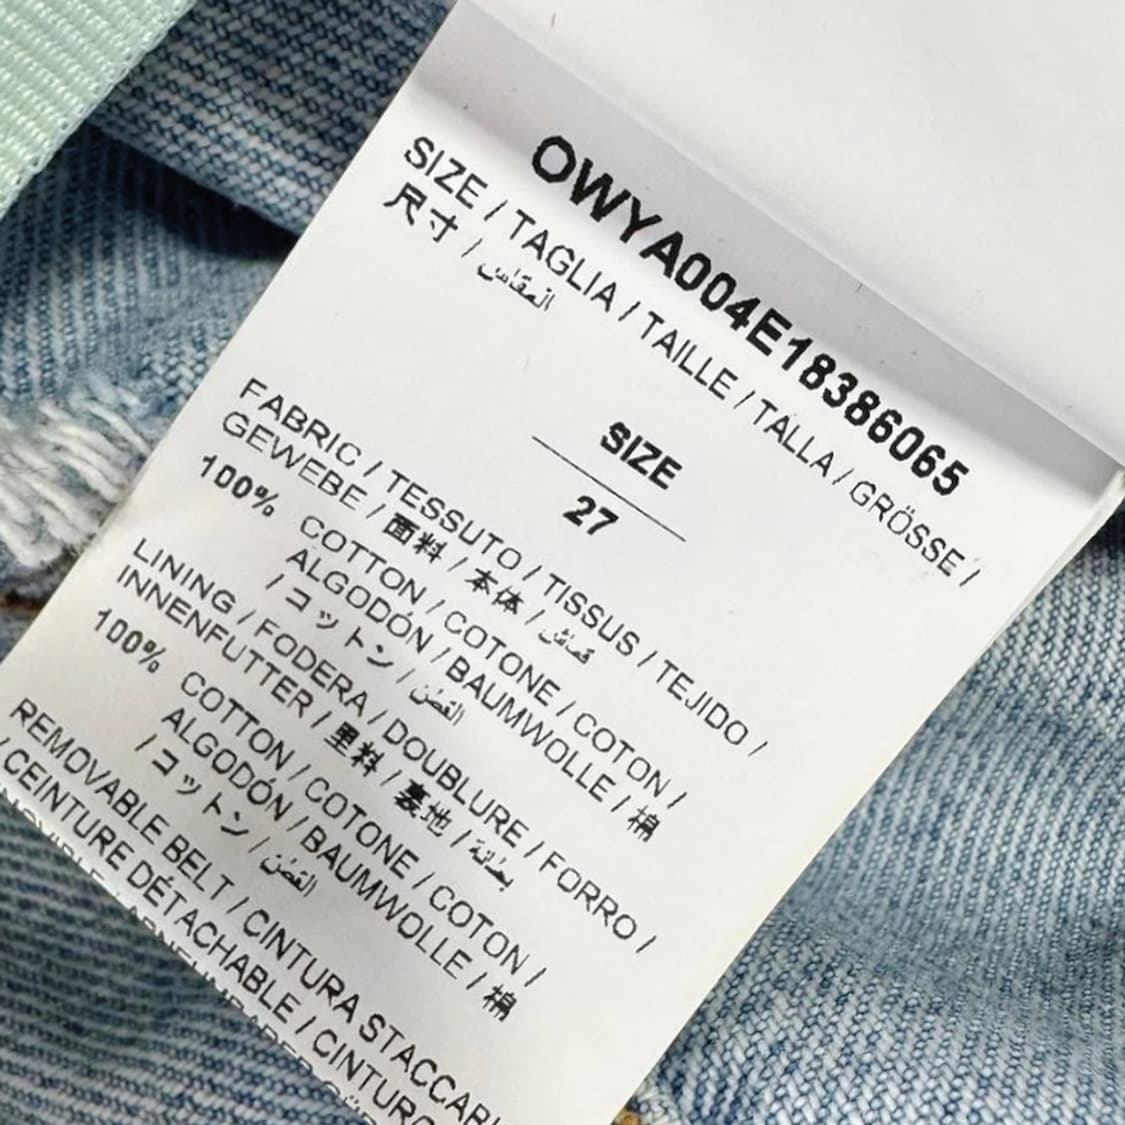 OWYA004E18386065
SIZE / TAGLIA / TAILLE / TALLA / GRÖSSE /
尺寸 / المقاس
SIZE
27
FABRIC / TESSUTO / TISSUS / TEJIDO /
GEWEBE / 面料 / 本体 / قماش
100% COTTON / COTONE / COTON /
ALGODÓN / BAUMWOLLE / 棉
/ コットン / القطن
LINING / FODERA / DOUBLURE / FORRO /
INNENFUTTER / 里料 / 裏地 / بطانة
100% COTTON / COTONE / COTON /
ALGODÓN / BAUMWOLLE / 棉
/ コットン / القطن
REMOVABLE BELT / CINTURA STACCABI
/ CEINTURE DÉTACHABLE / CINTURO